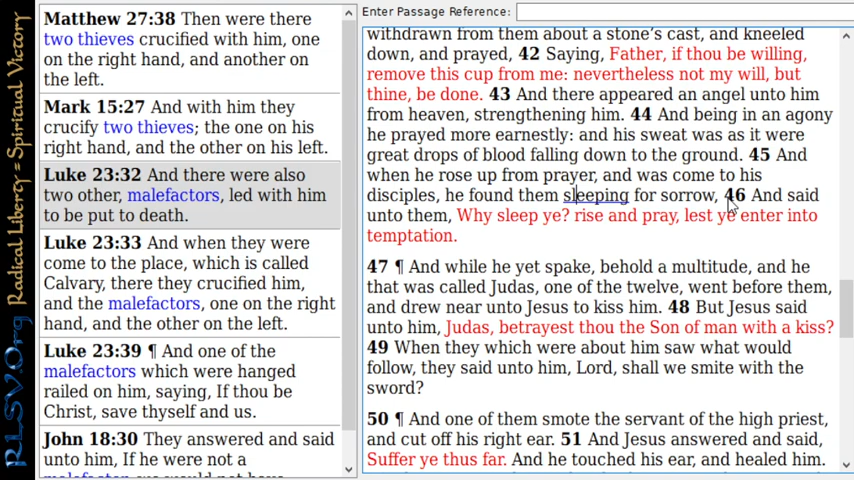 RLSV.Org Radical Liberty = Spiritual Victory
Matthew 27:38 Then were there
two thieves crucified with him, one
on the right hand, and another on
the left.
Mark 15:27 And with him they
crucify two thieves; the one on his
right hand, and the other on his left.
Luke 23:32 And there were also
two other, malefactors, led with him
to be put to death.
Luke 23:33 And when they were
come to the place, which is called
Calvary, there they crucified him,
and the malefactors, one on the right
hand, and the other on the left.
Luke 23:39 ¶ And one of the
malefactors which were hanged
railed on him, saying, If thou be
Christ, save thyself and us.
John 18:30 They answered and said
unto him, If he were not a
malefactor, we would not have
Enter Passage Reference:
withdrawn from them about a stone's cast, and kneeled
down, and prayed, 42 Saying, Father, if thou be willing,
remove this cup from me: nevertheless not my will, but
thine, be done. 43 And there appeared an angel unto him
from heaven, strengthening him. 44 And being in an agony
he prayed more earnestly: and his sweat was as it were
great drops of blood falling down to the ground. 45 And
when he rose up from prayer, and was come to his
disciples, he found them sleeping for sorrow, 46 And said
unto them, Why sleep ye? rise and pray, lest ye enter into
temptation.
47 ¶ And while he yet spake, behold a multitude, and he
that was called Judas, one of the twelve, went before them,
and drew near unto Jesus to kiss him. 48 But Jesus said
unto him, Judas, betrayest thou the Son of man with a kiss?
49 When they which were about him saw what would
follow, they said unto him, Lord, shall we smite with the
sword?
50 ¶ And one of them smote the servant of the high priest,
and cut off his right ear. 51 And Jesus answered and said,
Suffer ye thus far. And he touched his ear, and healed him.